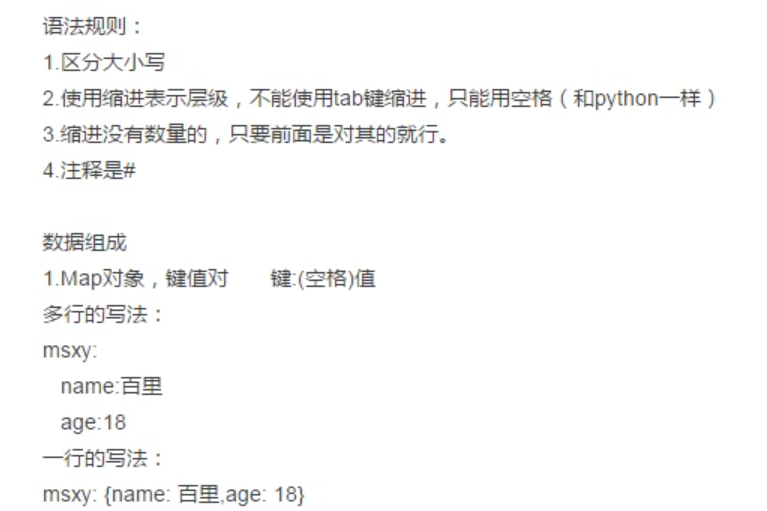 语法规则：
1.区分大小写
2.使用缩进表示层级，不能使用tab键缩进，只能用空格（和python一样）
3.缩进没有数量的，只要前面是对其的就行。
4.注释是#
数据组成
1.Map对象，键值对　　键:(空格)值
多行的写法：
msxy:
name:百里
age:18
一行的写法：
msxy: {name: 百里,age: 18}